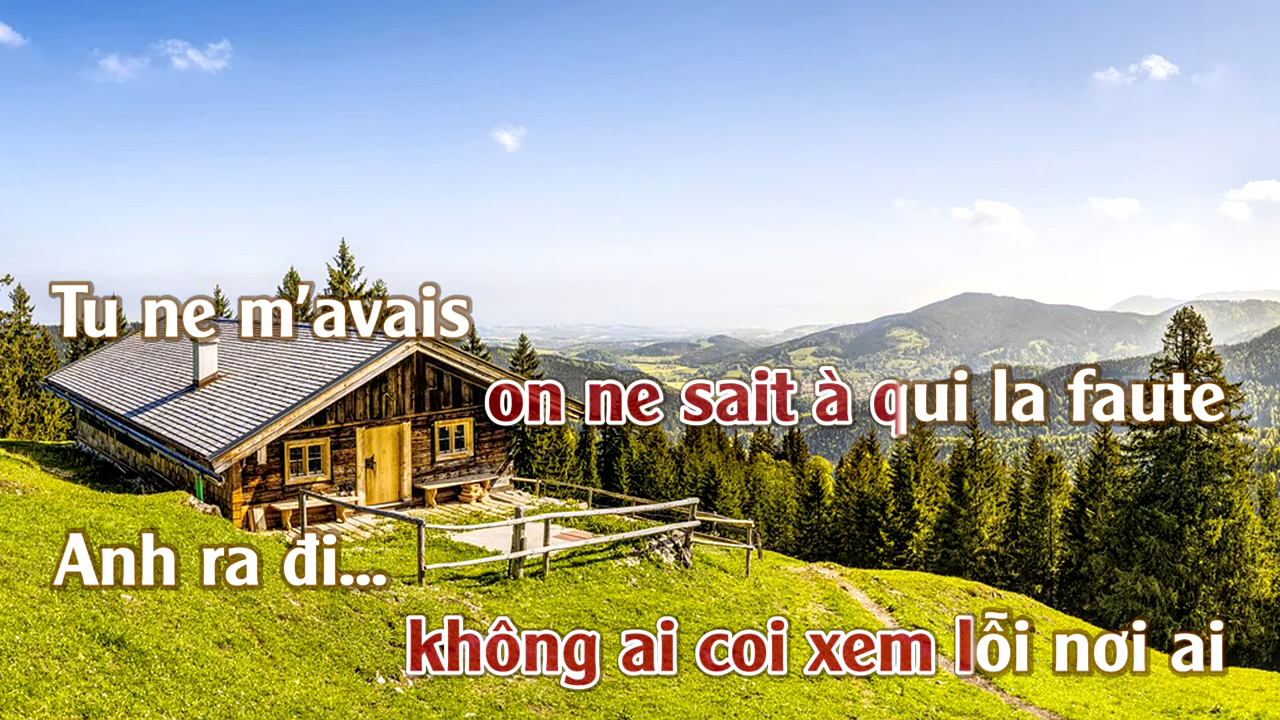 Tu ne m'avais
on ne sait à qui la faute
Anh ra đi...
không ai coi xem lỗi nơi ai